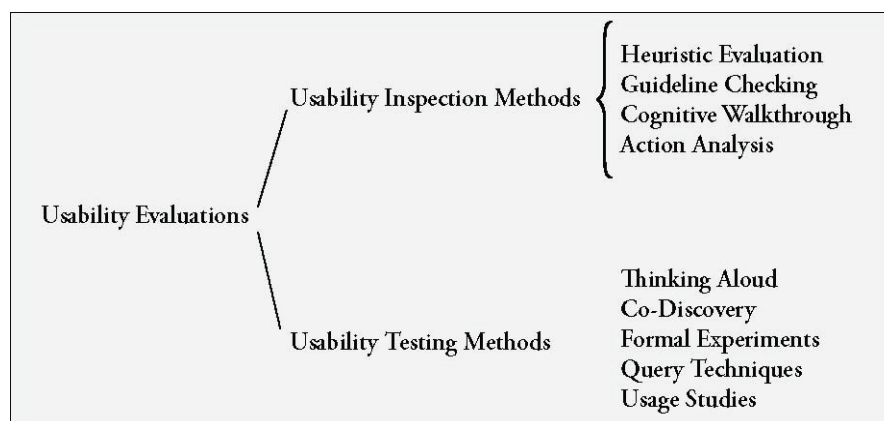 Usability Evaluations
Usability Inspection Methods
Heuristic Evaluation
Guideline Checking
Cognitive Walkthrough
Action Analysis
Usability Testing Methods
Thinking Aloud
Co-Discovery
Formal Experiments
Query Techniques
Usage Studies